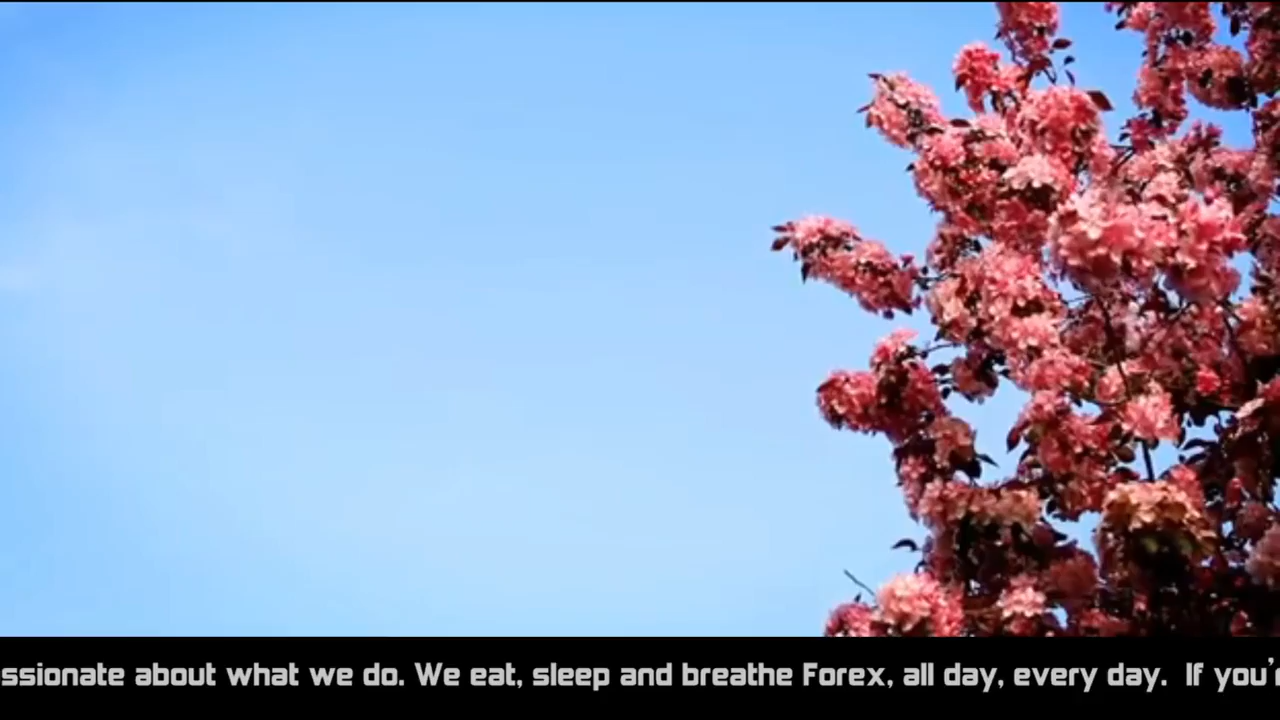 ssionate about what we do. We eat, sleep and breathe Forex, all day, every day. If you'